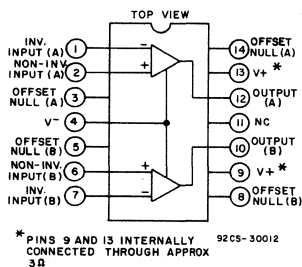 TOP VIEW
INV.
INPUT (A)
1
−
NON-INV.
INPUT (A)
2
+
OFFSET
NULL (A)
3
V−
4
OFFSET
NULL (B)
5
NON-INV.
INPUT(B)
6
+
INV.
INPUT(B)
7
−
14
OFFSET
NULL(A)
13
V+ *
12
OUTPUT
(A)
11
NC
10
OUTPUT
(B)
9
V+ *
8
OFFSET
NULL(B)
* PINS 9 AND 13 INTERNALLY
CONNECTED THROUGH APPROX
3Ω
92CS-30012